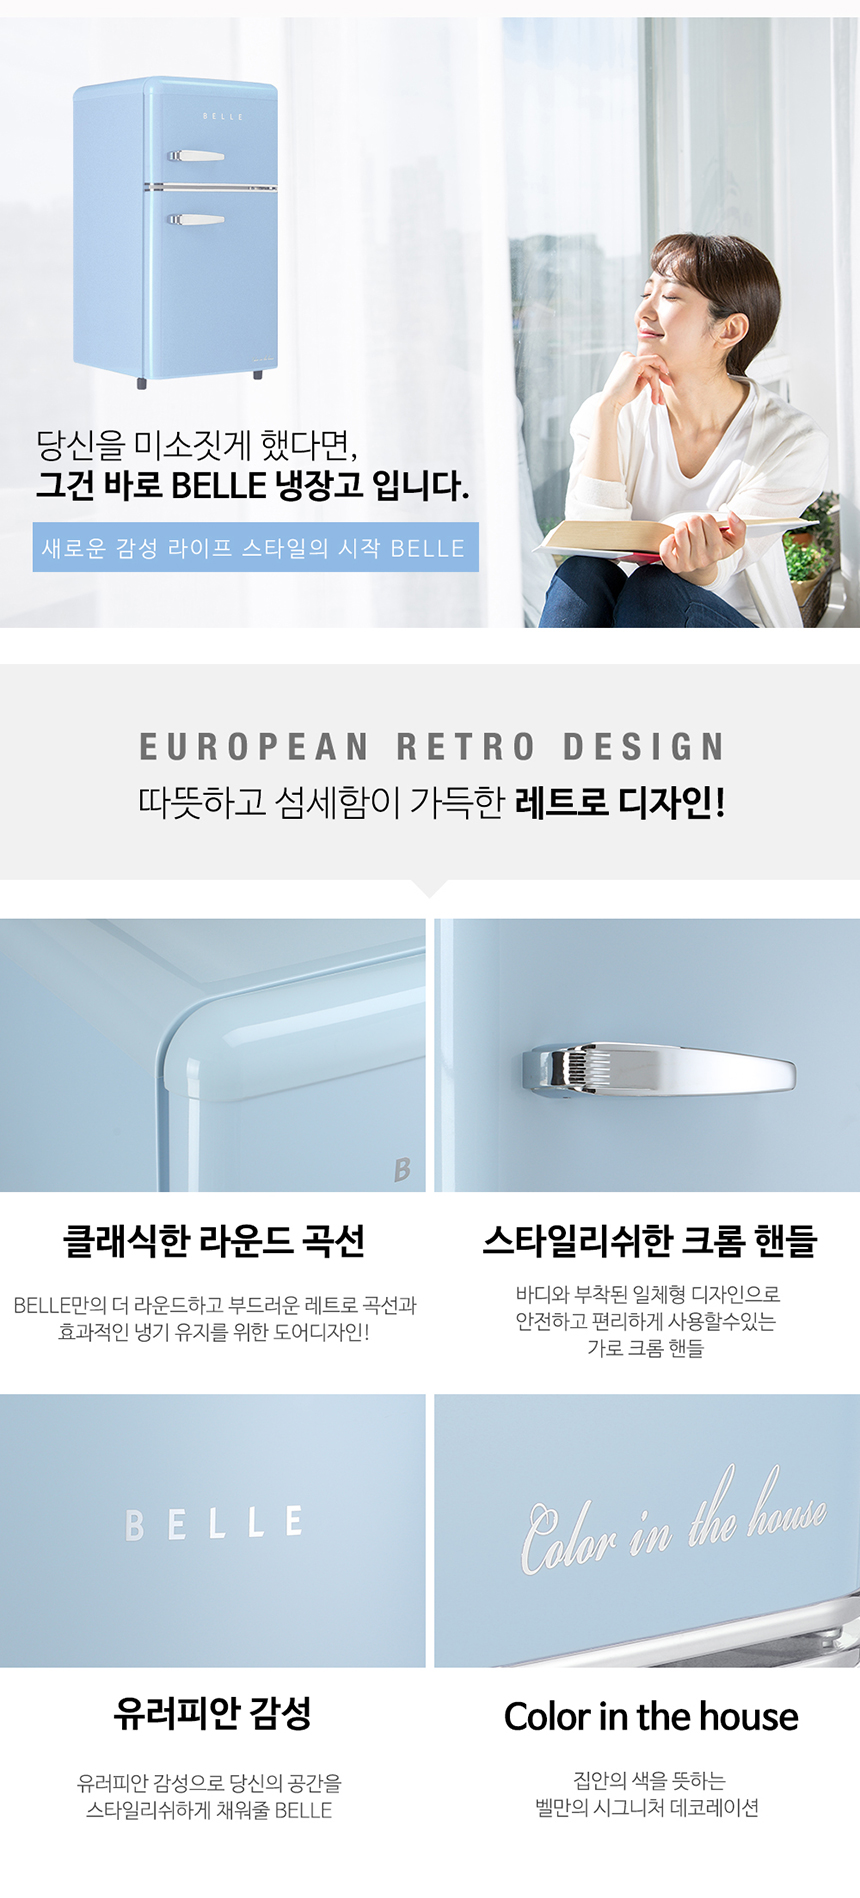 BELLE
당신을 미소짓게 했다면,
그건 바로 BELLE 냉장고 입니다.
새로운 감성 라이프 스타일의 시작 BELLE
EUROPEAN RETRO DESIGN
따뜻하고 섬세함이 가득한 레트로 디자인!
B
클래식한 라운드 곡선
BELLE만의 더 라운드하고 부드러운 레트로 곡선과
효과적인 냉기 유지를 위한 도어디자인!
스타일리쉬한 크롬 핸들
바디와 부착된 일체형 디자인으로
안전하고 편리하게 사용할수있는
가로 크롬 핸들
BELLE
Color in the house
유러피안 감성
유러피안 감성으로 당신의 공간을
스타일리쉬하게 채워줄 BELLE
Color in the house
집안의 색을 뜻하는
벨만의 시그니처 데코레이션